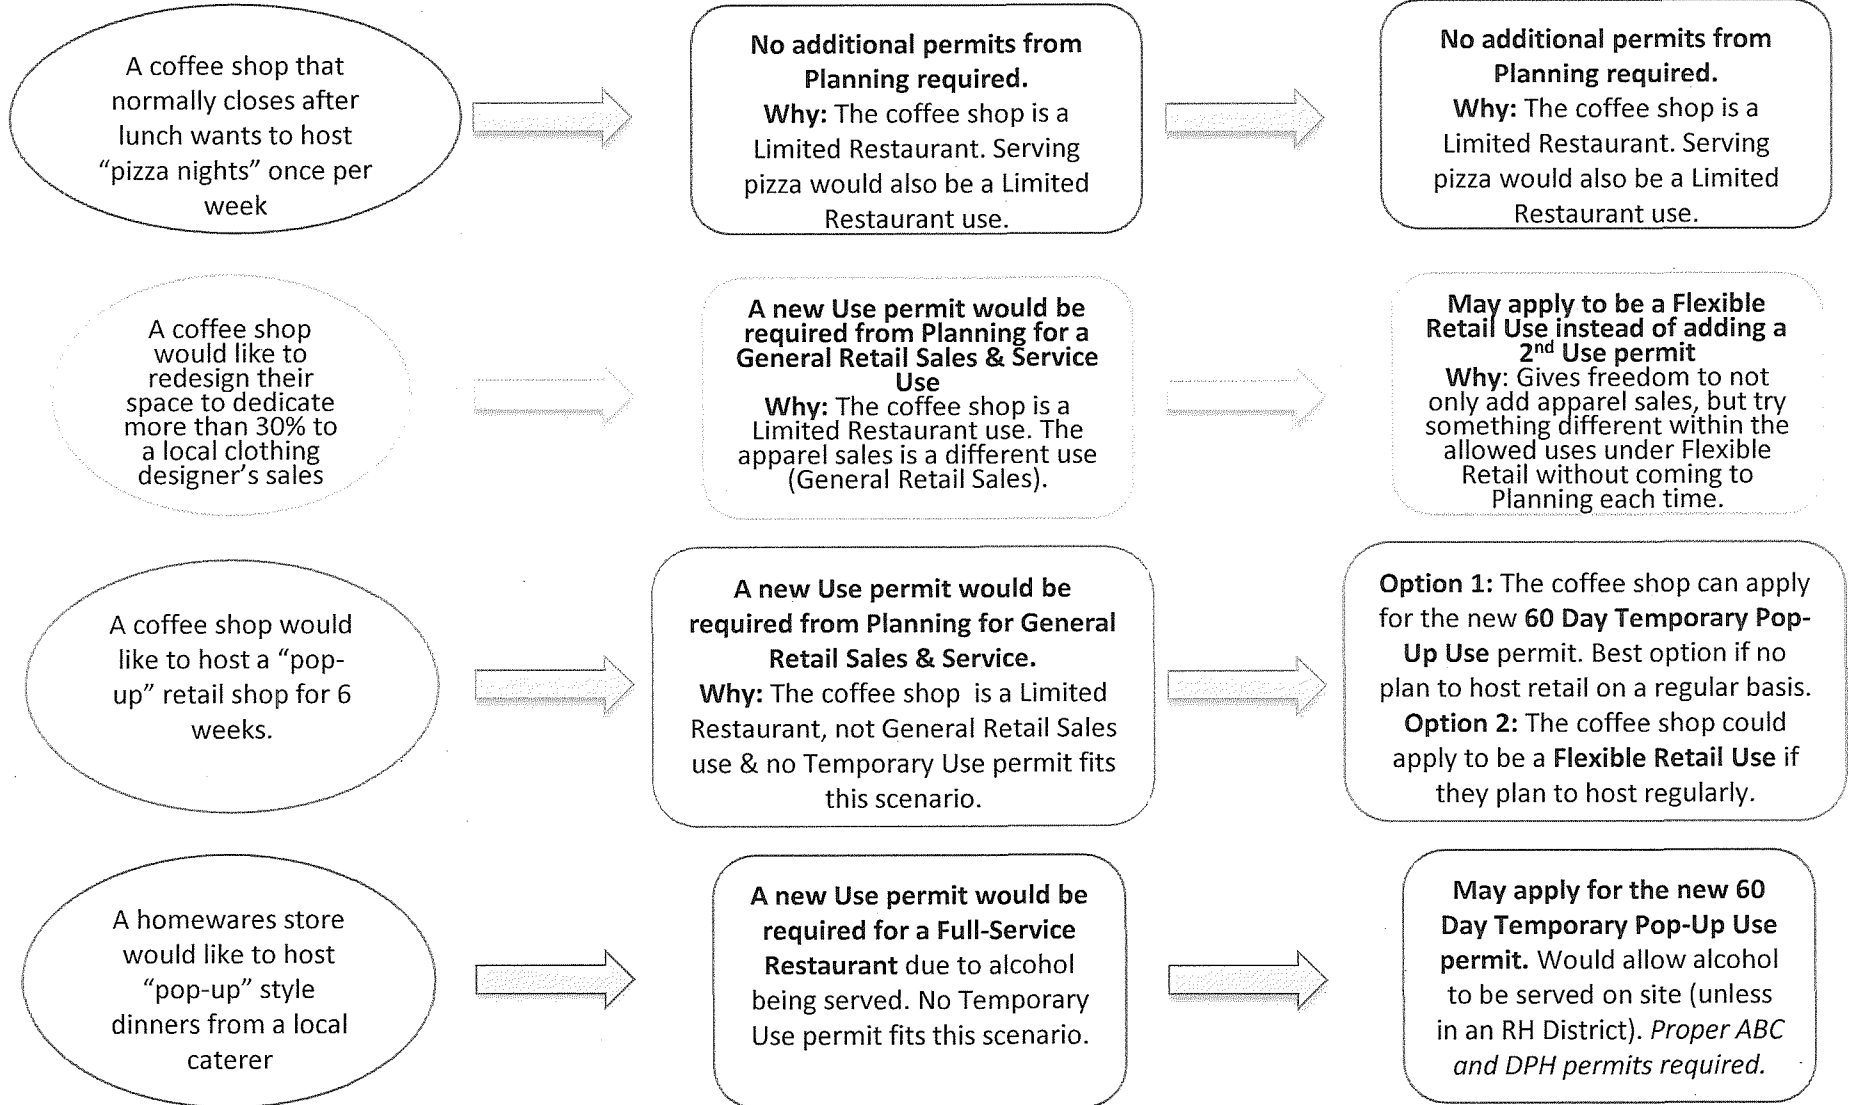 A coffee shop that
normally closes after
lunch wants to host
“pizza nights” once per
week
No additional permits from
Planning required.
Why: The coffee shop is a
Limited Restaurant. Serving
pizza would also be a Limited
Restaurant use.
No additional permits from
Planning required.
Why: The coffee shop is a
Limited Restaurant. Serving
pizza would also be a Limited
Restaurant use.
A coffee shop
would like to
redesign their
space to dedicate
more than 30% to
a local clothing
designer’s sales
A new Use permit would be
required from Planning for a
General Retail Sales & Service
Use
Why: The coffee shop is a
Limited Restaurant use. The
apparel sales is a different use
(General Retail Sales).
May apply to be a Flexible
Retail Use instead of adding a
2nd Use permit
Why: Gives freedom to not
only add apparel sales, but try
something different within the
allowed uses under Flexible
Retail without coming to
Planning each time.
A coffee shop would
like to host a “pop-
up” retail shop for 6
weeks.
A new Use permit would be
required from Planning for General
Retail Sales & Service.
Why: The coffee shop is a Limited
Restaurant, not General Retail Sales
use & no Temporary Use permit fits
this scenario.
Option 1: The coffee shop can apply
for the new 60 Day Temporary Pop-
Up Use permit. Best option if no
plan to host retail on a regular basis.
Option 2: The coffee shop could
apply to be a Flexible Retail Use if
they plan to host regularly.
A homewares store
would like to host
“pop-up” style
dinners from a local
caterer
A new Use permit would be
required for a Full-Service
Restaurant due to alcohol
being served. No Temporary
Use permit fits this scenario.
May apply for the new 60
Day Temporary Pop-Up Use
permit. Would allow alcohol
to be served on site (unless
in an RH District). Proper ABC
and DPH permits required.